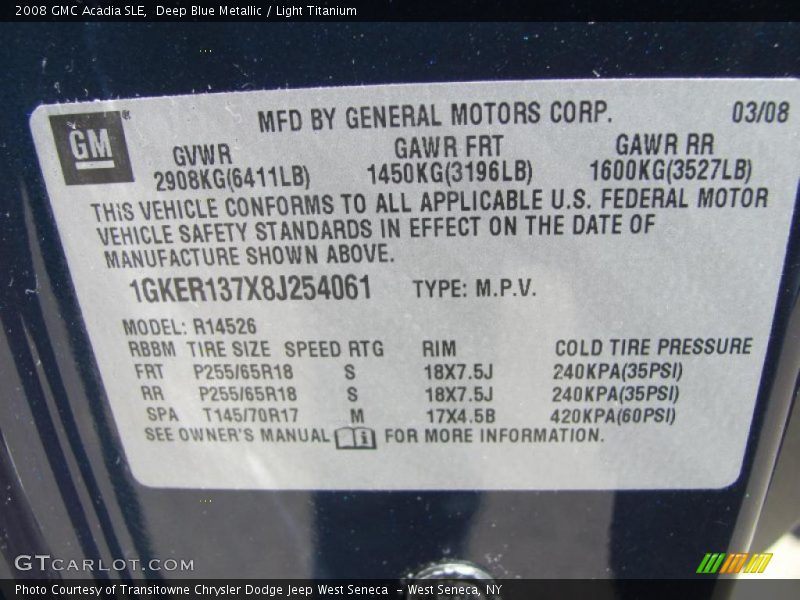 2008 GMC Acadia SLE,  Deep Blue Metallic / Light Titanium
GM®
MFD BY GENERAL MOTORS CORP. 03/08
GVWR GAWR FRT GAWR RR
2908KG(6411LB) 1450KG(3196LB) 1600KG(3527LB)
THIS VEHICLE CONFORMS TO ALL APPLICABLE U.S. FEDERAL MOTOR
VEHICLE SAFETY STANDARDS IN EFFECT ON THE DATE OF
MANUFACTURE SHOWN ABOVE.
1GKER137X8J254061 TYPE: M.P.V.
MODEL: R14526
RBBM TIRE SIZE SPEED RTG RIM COLD TIRE PRESSURE
FRT P255/65R18 S 18X7.5J 240KPA(35PSI)
RR P255/65R18 S 18X7.5J 240KPA(35PSI)
SPA T145/70R17 M 17X4.5B 420KPA(60PSI)
SEE OWNER'S MANUAL FOR MORE INFORMATION.
GTCARLOT.COM
Photo Courtesy of Transitowne Chrysler Dodge Jeep West Seneca  - West Seneca, NY